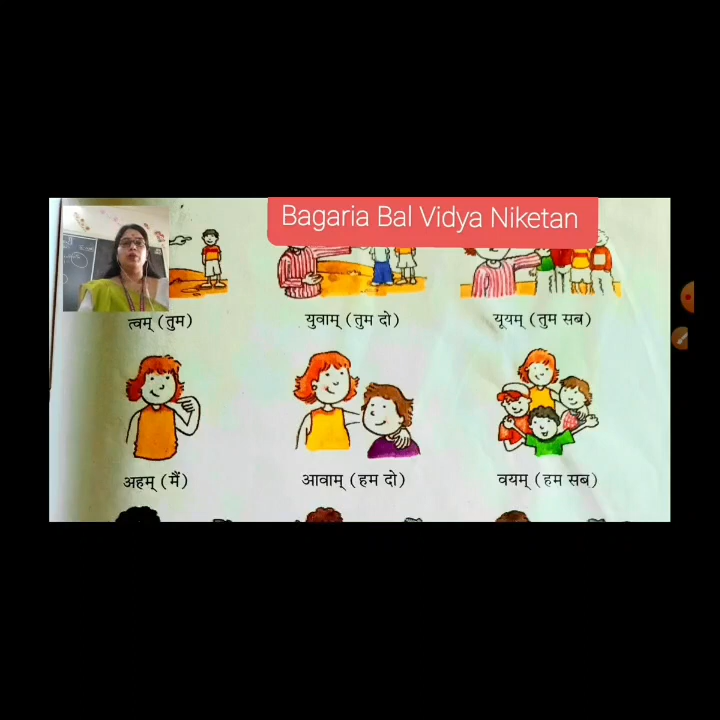 Bagaria Bal Vidya Niketan
त्वम् (तुम) युवाम् (तुम दो) यूयम् (तुम सब)
अहम् (मैं) आवाम् (हम दो) वयम् (हम सब)